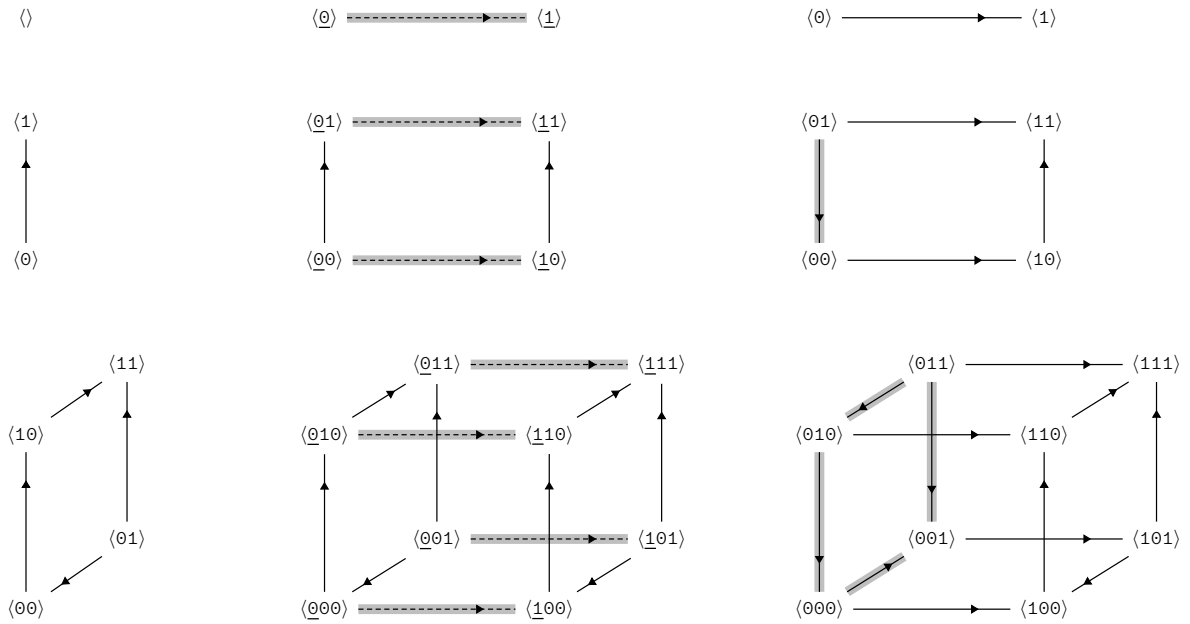 ⟨⟩ ⟨0⟩ ⟨1⟩ ⟨0⟩ ⟨1⟩
⟨1⟩ ⟨01⟩ ⟨11⟩ ⟨01⟩ ⟨11⟩
⟨0⟩ ⟨00⟩ ⟨10⟩ ⟨00⟩ ⟨10⟩
⟨11⟩ ⟨011⟩ ⟨111⟩ ⟨011⟩ ⟨111⟩
⟨10⟩ ⟨010⟩ ⟨110⟩ ⟨010⟩ ⟨110⟩
⟨01⟩ ⟨001⟩ ⟨101⟩ ⟨001⟩ ⟨101⟩
⟨00⟩ ⟨000⟩ ⟨100⟩ ⟨000⟩ ⟨100⟩